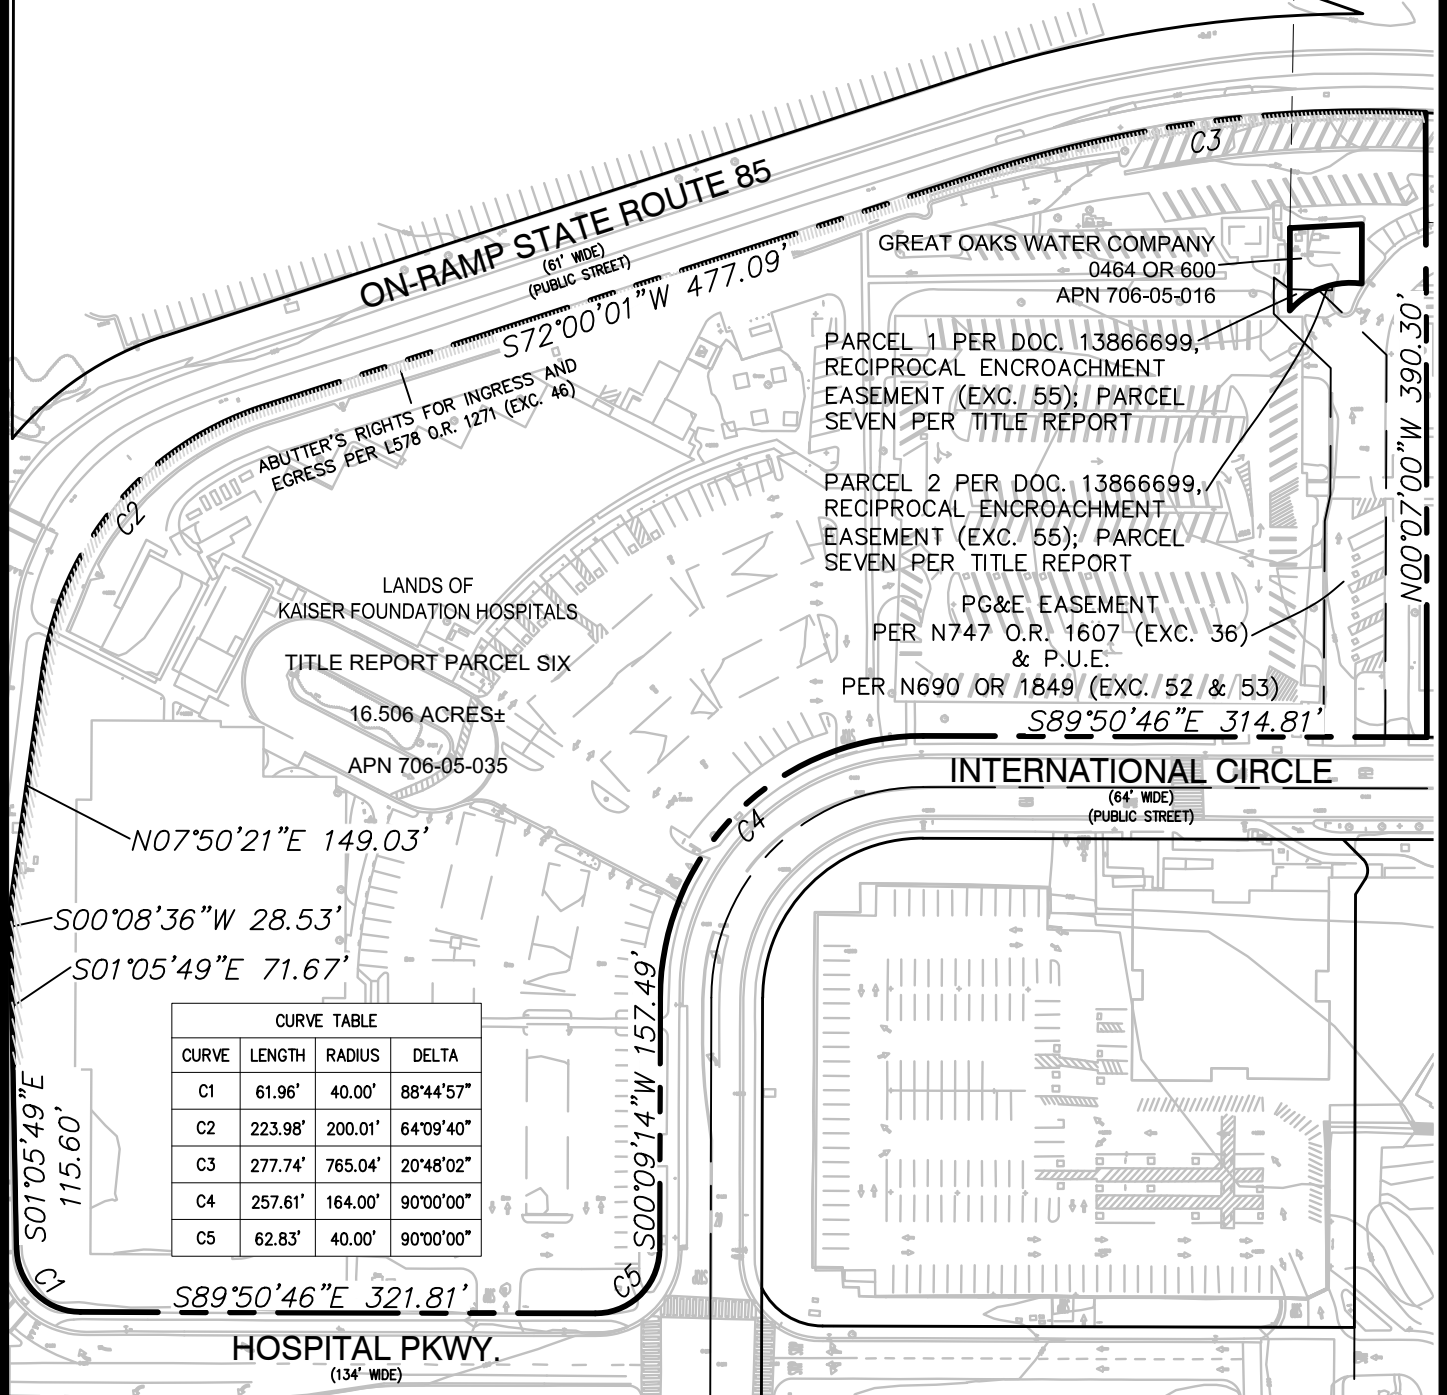 ON-RAMP STATE ROUTE 85
(61' WIDE)
(PUBLIC STREET)
C3
S72°00'01"W 477.09'
GREAT OAKS WATER COMPANY
0464 OR 600
APN 706-05-016
PARCEL 1 PER DOC. 13866699,
RECIPROCAL ENCROACHMENT
EASEMENT (EXC. 55); PARCEL
SEVEN PER TITLE REPORT
N00°07'00"W 390.30'
ABUTTER'S RIGHTS FOR INGRESS AND
EGRESS PER L578 O.R. 1271 (EXC. 46)
C2
PARCEL 2 PER DOC. 13866699,
RECIPROCAL ENCROACHMENT
EASEMENT (EXC. 55); PARCEL
SEVEN PER TITLE REPORT
LANDS OF
KAISER FOUNDATION HOSPITALS
TITLE REPORT PARCEL SIX
16.506 ACRES±
APN 706-05-035
PG&E EASEMENT
PER N747 O.R. 1607 (EXC. 36)
& P.U.E.
PER N690 OR 1849 (EXC. 52 & 53)
S89°50'46"E 314.81'
INTERNATIONAL CIRCLE
(64' WIDE)
(PUBLIC STREET)
C4
N07°50'21"E 149.03'
S00°08'36"W 28.53'
S01°05'49"E 71.67'
S00°09'14"W 157.49'
CURVE TABLE
CURVE LENGTH RADIUS DELTA
C1 61.96' 40.00' 88°44'57"
C2 223.98' 200.01' 64°09'40"
C3 277.74' 765.04' 20°48'02"
C4 257.61' 164.00' 90°00'00"
C5 62.83' 40.00' 90°00'00"
S01°05'49"E
115.60'
C1
S89°50'46"E 321.81'
C5
HOSPITAL PKWY.
(134' WIDE)